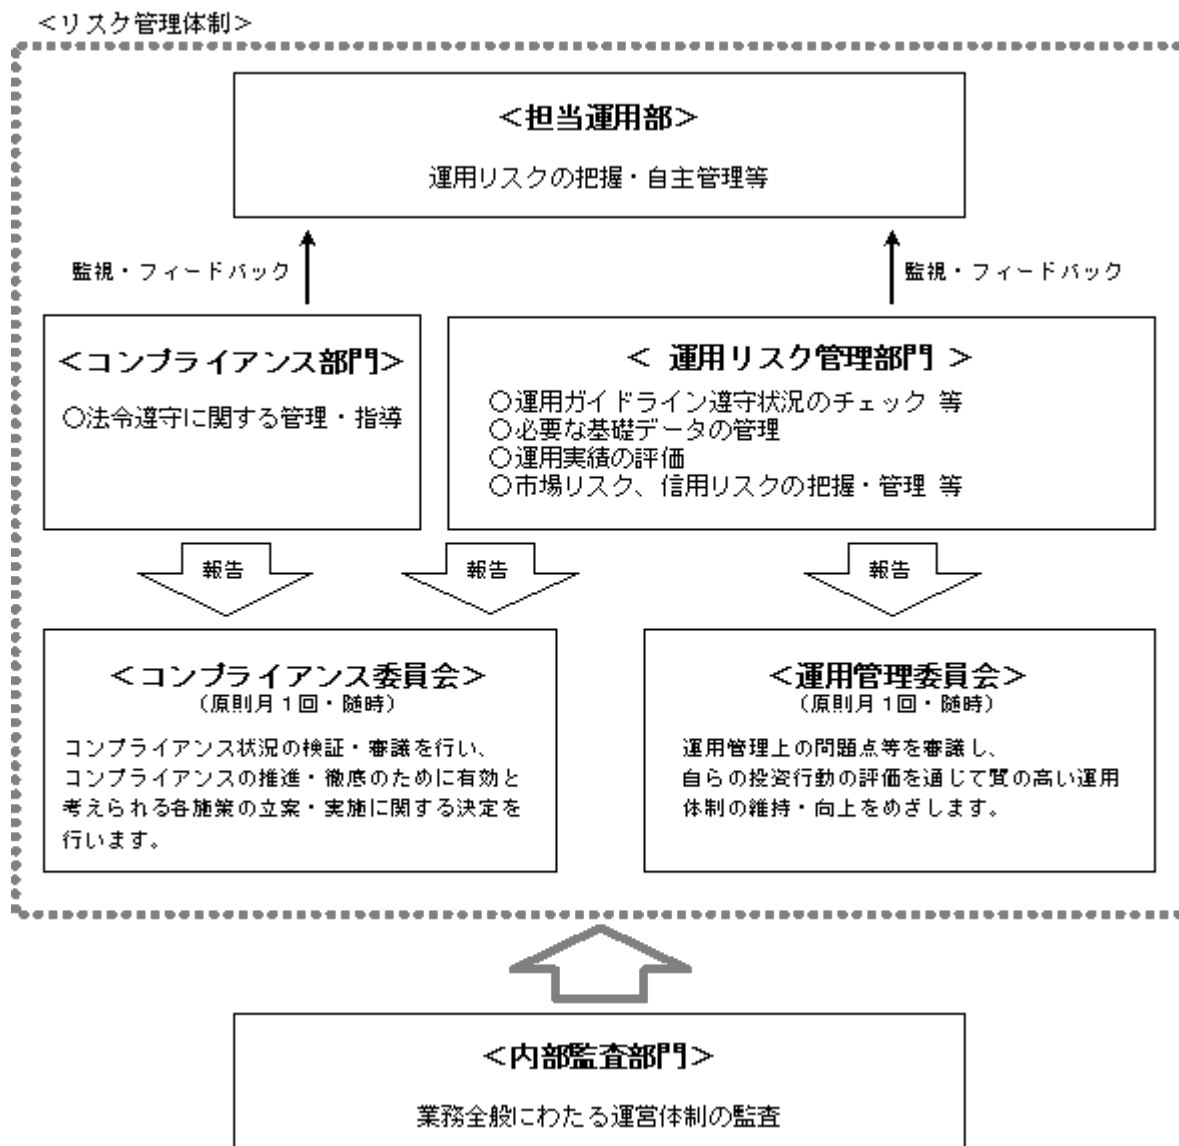 ＜リスク管理体制＞
＜担当運用部＞
運用リスクの把握・自主管理等
監視・フィードバック
監視・フィードバック
＜コンプライアンス部門＞
○法令遵守に関する管理・指導
＜ 運用リスク管理部門 ＞
○運用ガイドライン遵守状況のチェック 等
○必要な基礎データの管理
○運用実績の評価
○市場リスク、信用リスクの把握・管理 等
報告
報告
報告
＜コンプライアンス委員会＞
（原則月１回・随時）
コンプライアンス状況の検証・審議を行い、
コンプライアンスの推進・徹底のために有効と
考えられる各施策の立案・実施に関する決定を
行います。
＜運用管理委員会＞
（原則月１回・随時）
運用管理上の問題点等を審議し、
自らの投資行動の評価を通じて質の高い運用
体制の維持・向上をめざします。
＜内部監査部門＞
業務全般にわたる運営体制の監査